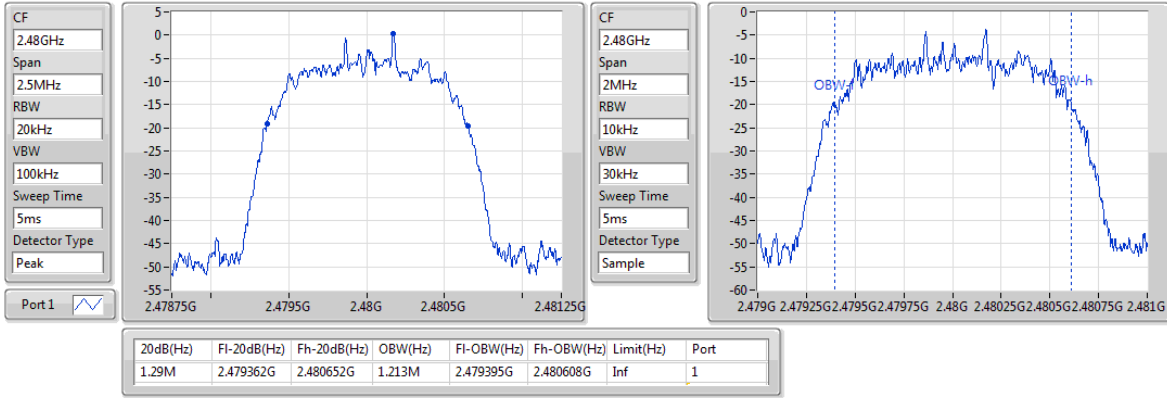 CF
2.48GHz
Span
2.5MHz
RBW
20kHz
VBW
100kHz
Sweep Time
5ms
Detector Type
Peak
Port 1
5
0
-5
-10
-15
-20
-25
-30
-35
-40
-45
-50
-55
2.47875G 2.4795G 2.48G 2.4805G 2.48125G
CF
2.48GHz
Span
2MHz
RBW
10kHz
VBW
30kHz
Sweep Time
5ms
Detector Type
Sample
0
-5
-10
-15
-20
-25
-30
-35
-40
-45
-50
-55
-60
OBW-h
2.479G 2.47925G 2.4795G 2.47975G 2.48G 2.48025G 2.4805G 2.48075G 2.481G
20dB(Hz) Fl-20dB(Hz) Fh-20dB(Hz) OBW(Hz) Fl-OBW(Hz) Fh-OBW(Hz) Limit(Hz) Port
1.29M 2.479362G 2.480652G 1.213M 2.479395G 2.480608G Inf 1